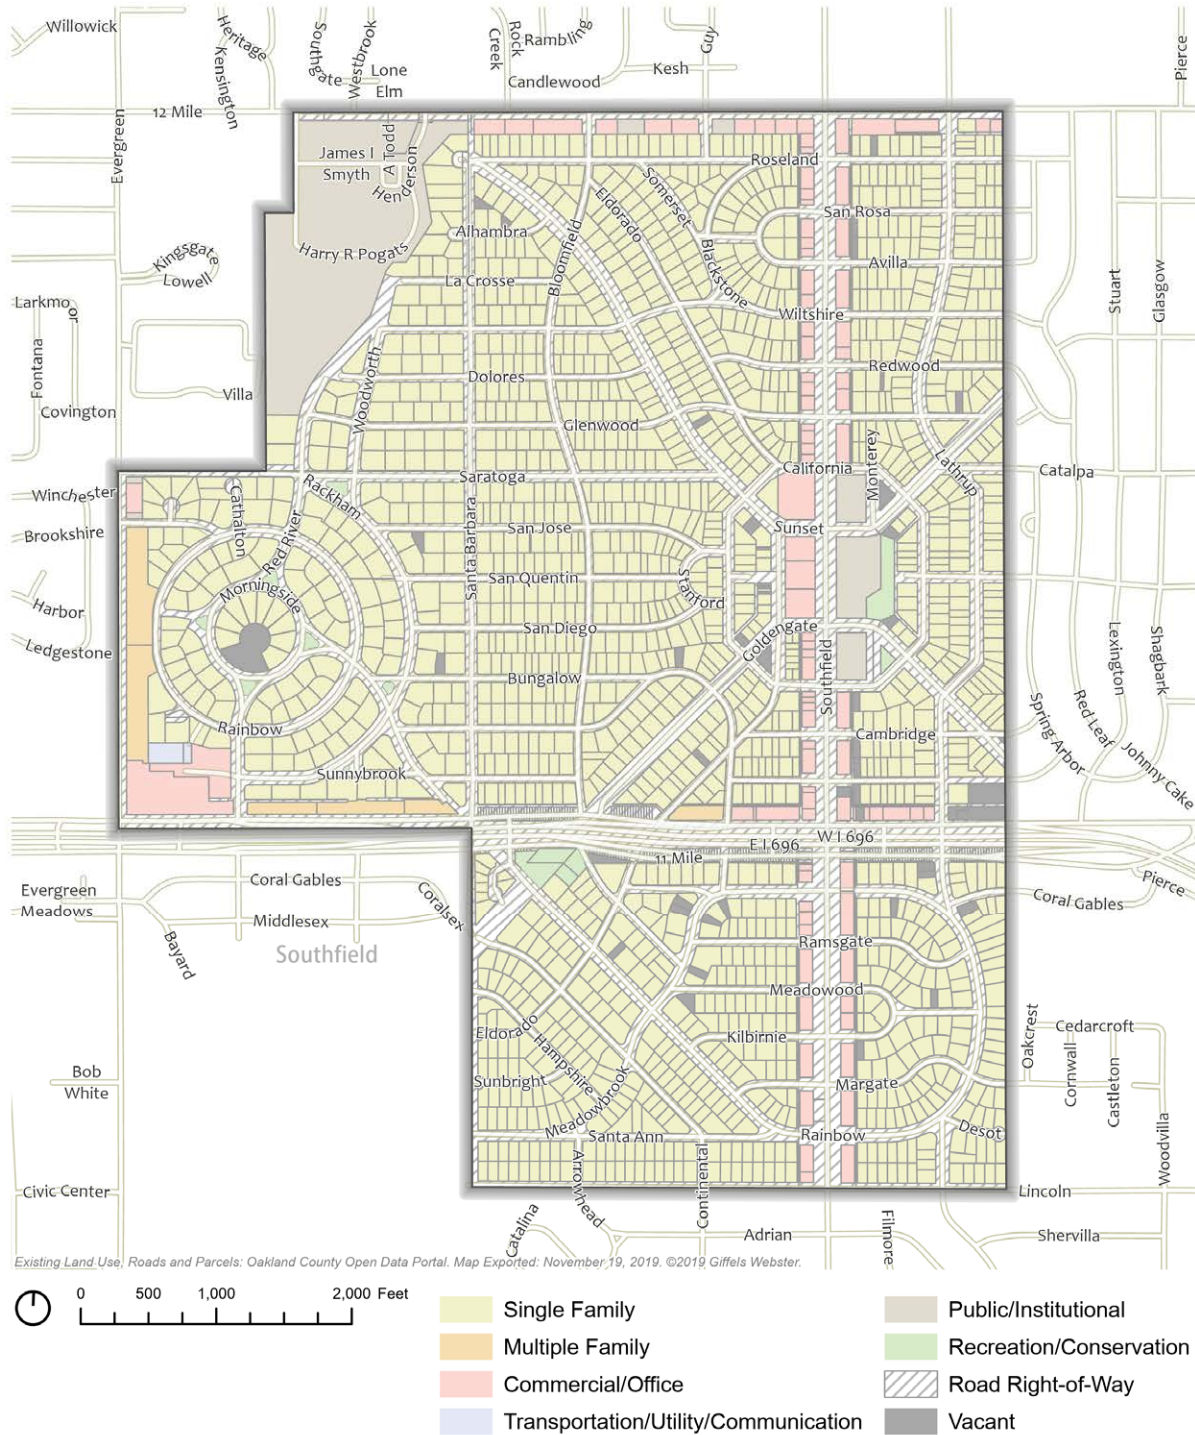 Willowick
Heritage
Kensington
Southgate
Westbrook
Lone
Elm
Rock
Creek
Rambling
Candlewood
Kesh
Guy
Pierce
12 Mile
Evergreen
James I
Smyth
A Todd
Henderson
Harry R Pogats
Roseland
Somerset
Eldorado
San Rosa
Alhambra
Bloomfield
Blackstone
Avilla
Kingsgate
Lowell
La Crosse
Stuart
Glasgow
Larkmoor
Wiltshire
Fontana
Woodworth
Redwood
Dolores
Villa
Covington
Glenwood
Monterey
Lathrup
California
Catalpa
Saratoga
Winchester
Rackham
Cathalton
Red River
Santa Barbara
San Jose
Sunset
Brookshire
San Quentin
Morningside
Stanford
Harbor
San Diego
Goldengate
Southfield
Ledgestone
Lexington
Shagbark
Bungalow
Rainbow
Cambridge
Spring Arbor
Red Leaf
Johnny Cake
Sunnybrook
E I 696
W I 696
11 Mile
Pierce
Evergreen
Meadows
Coral Gables
Coralsex
Coral Gables
Middlesex
Bayard
Southfield
Ramsgate
Meadowood
Eldorado
Hampshire
Kilbirnie
Oakcrest
Cedarcroft
Cornwall
Castleton
Bob
White
Sunbright
Meadowbrook
Margate
Woodvilla
Santa Ann
Rainbow
Desot
Civic Center
Arrowhead
Continental
Lincoln
Catalina
Adrian
Filmore
Shervilla
Existing Land Use, Roads and Parcels: Oakland County Open Data Portal. Map Exported: November 19, 2019. ©2019 Giffels Webster.
0 500 1,000 2,000 Feet
Single Family
Multiple Family
Commercial/Office
Transportation/Utility/Communication
Public/Institutional
Recreation/Conservation
Road Right-of-Way
Vacant